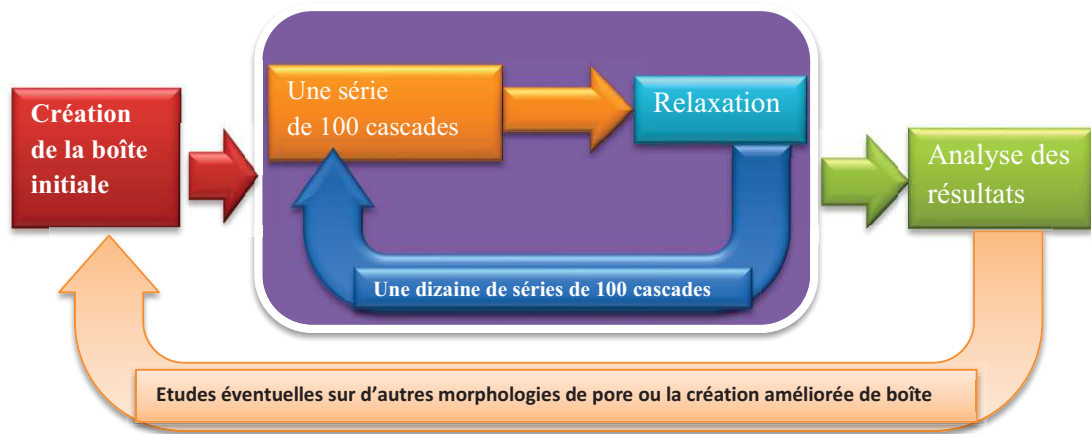 Création
de la boîte
initiale
Une série
de 100 cascades
Relaxation
Une dizaine de séries de 100 cascades
Analyse des
résultats
Etudes éventuelles sur d'autres morphologies de pore ou la création améliorée de boîte